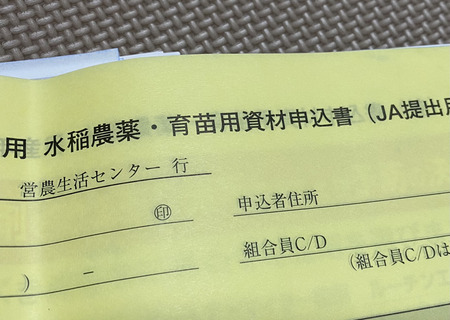 用 水稲農薬・育苗用資材申込書（JA提出用
営農生活センター 行
㊞ 申込者住所
組合員C/D
) － (組合員C/Dは